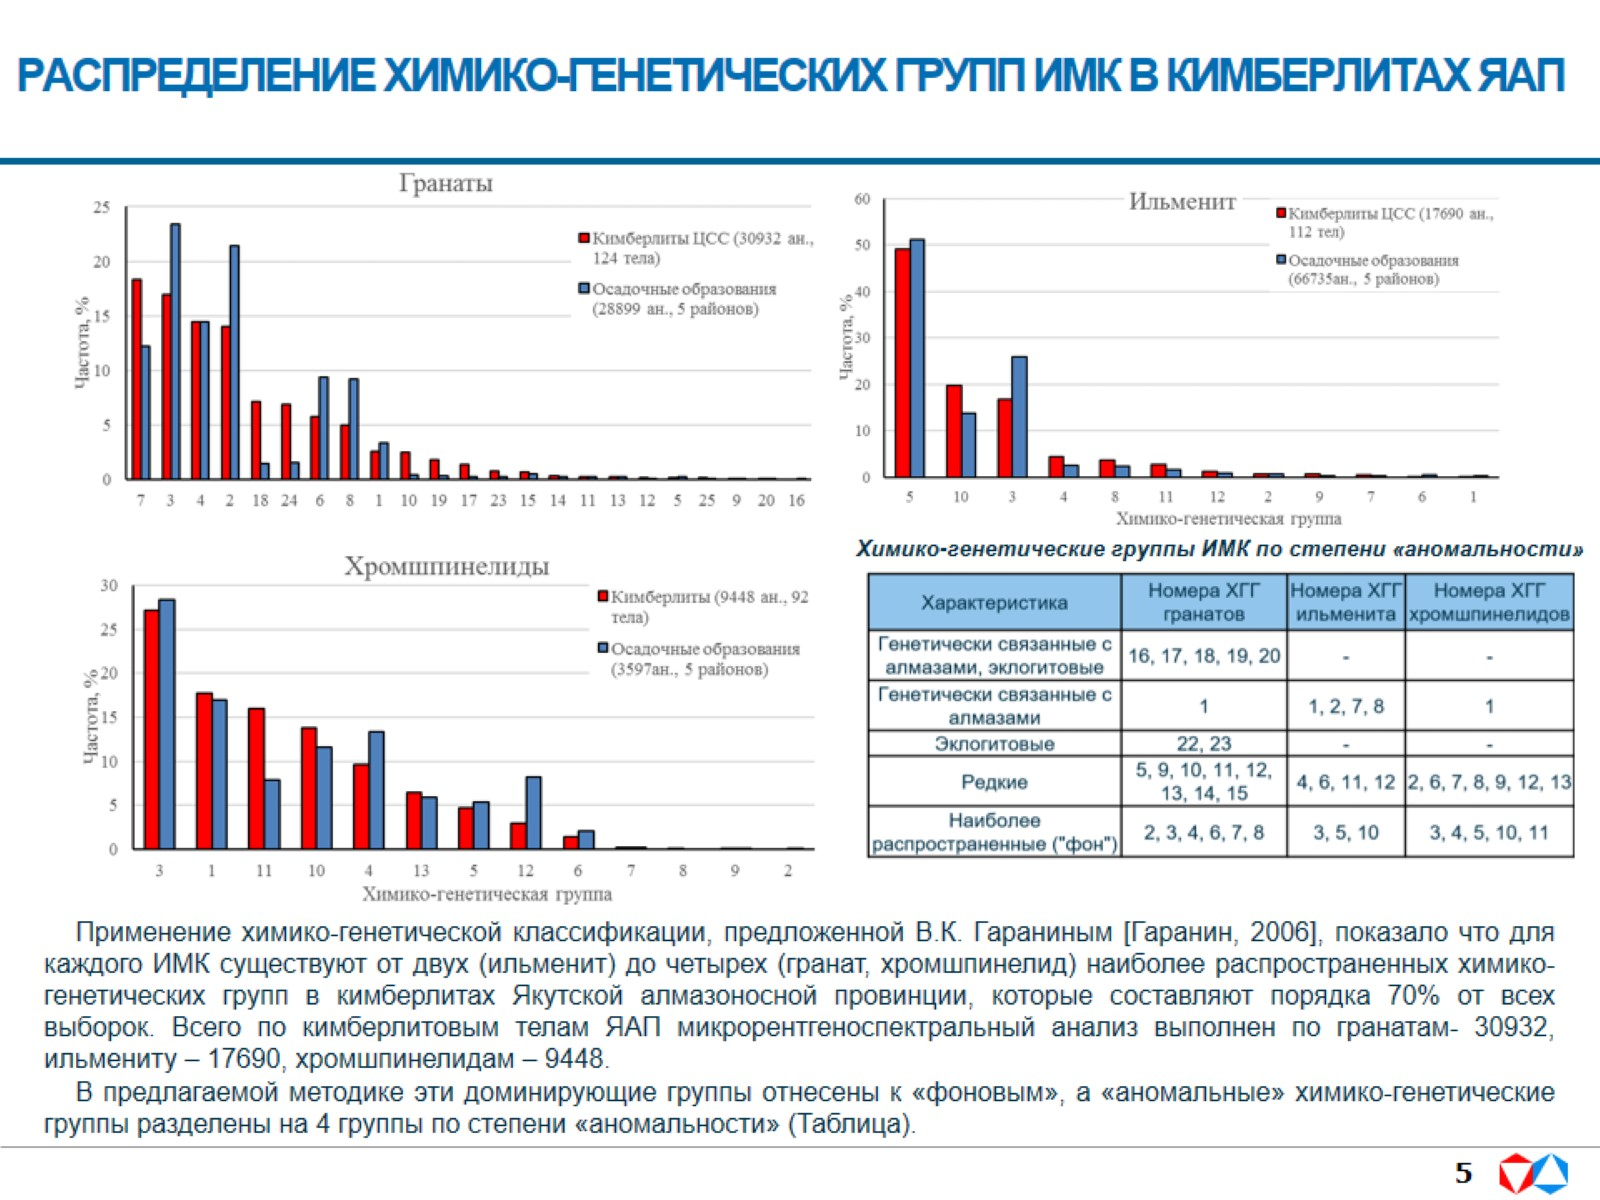 РАСПРЕДЕЛЕНИЕ ХИМИКО-ГЕНЕТИЧЕСКИХ ГРУПП ИМК В КИМБЕРЛИТАХ ЯАП
Гранаты
Частота, %
25
20
15
10
5
0
Кимберлиты ЦСС (30932 ан.,
124 тела)
Осадочные образования
(28899 ан., 5 районов)
7 3 4 2 18 24 6 8 1 10 19 17 23 15 14 11 13 12 5 25 9 20 16
Ильменит
Частота, %
60
50
40
30
20
10
0
Кимберлиты ЦСС (17690 ан.,
112 тел)
Осадочные образования
(66735ан., 5 районов)
5 10 3 4 8 11 12 2 9 7 6 1
Химико-генетическая группа
Хромшпинелиды
Частота, %
30
25
20
15
10
5
0
Кимберлиты (9448 ан., 92
тела)
Осадочные образования
(3597ан., 5 районов)
3 1 11 10 4 13 5 12 6 7 8 9 2
Химико-генетическая группа
Химико-генетические группы ИМК по степени «аномальности»
Характеристика
Номера ХГГ
гранатов
Номера ХГГ
ильменита
Номера ХГГ
хромшпинелидов
Генетически связанные с
алмазами, эклогитовые
16, 17, 18, 19, 20
-
-
Генетически связанные с
алмазами
1
1, 2, 7, 8
1
Эклогитовые
22, 23
-
-
Редкие
5, 9, 10, 11, 12,
13, 14, 15
4, 6, 11, 12
2, 6, 7, 8, 9, 12, 13
Наиболее
распространенные ("фон")
2, 3, 4, 6, 7, 8
3, 5, 10
3, 4, 5, 10, 11
Применение химико-генетической классификации, предложенной В.К. Гараниным [Гаранин, 2006], показало что для
каждого ИМК существуют от двух (ильменит) до четырех (гранат, хромшпинелид) наиболее распространенных химико-
генетических групп в кимберлитах Якутской алмазоносной провинции, которые составляют порядка 70% от всех
выборок. Всего по кимберлитовым телам ЯАП микрорентгеноспектральный анализ выполнен по гранатам- 30932,
ильмениту – 17690, хромшпинелидам – 9448.
В предлагаемой методике эти доминирующие группы отнесены к «фоновым», а «аномальные» химико-генетические
группы разделены на 4 группы по степени «аномальности» (Таблица).
5